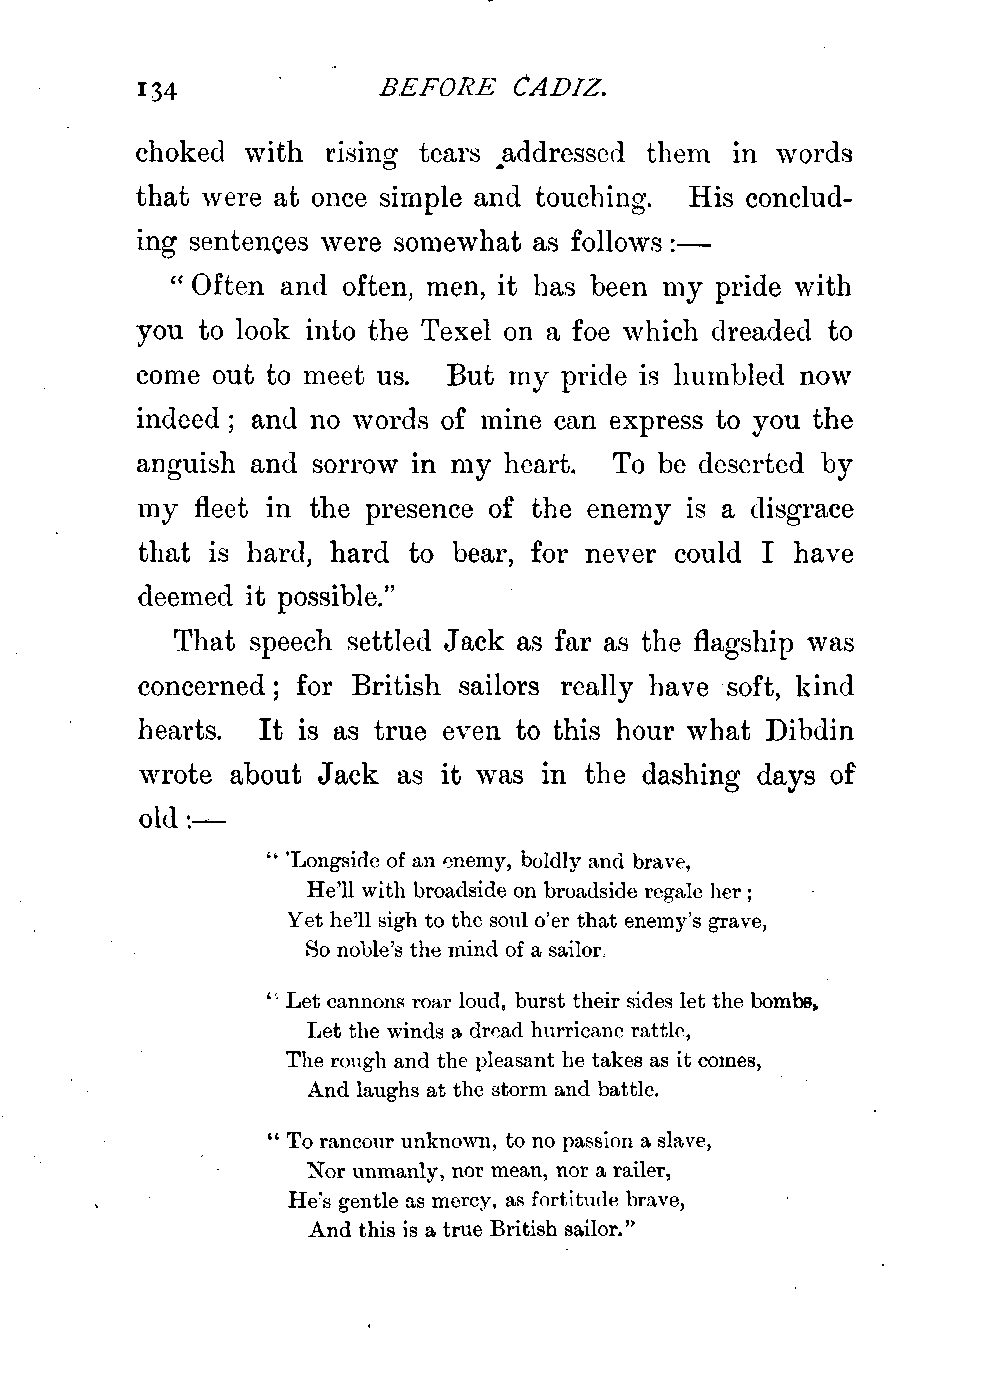 134 BEFORE CADIZ.
choked with rising tears addressed them in words
that were at once simple and touching. His conclud-
ing sentences were somewhat as follows :—
“ Often and often, men, it has been my pride with
you to look into the Texel on a foe which dreaded to
come out to meet us. But my pride is humbled now
indeed ; and no words of mine can express to you the
anguish and sorrow in my heart. To be deserted by
my fleet in the presence of the enemy is a disgrace
that is hard, hard to bear, for never could I have
deemed it possible.”
That speech settled Jack as far as the flagship was
concerned ; for British sailors really have soft, kind
hearts. It is as true even to this hour what Dibdin
wrote about Jack as it was in the dashing days of
old :—
“ ’Longside of an enemy, boldly and brave,
He’ll with broadside on broadside regale her ;
Yet he’ll sigh to the soul o’er that enemy’s grave,
So noble’s the mind of a sailor.
“ Let cannons roar loud, burst their sides let the bombs,
Let the winds a dread hurricane rattle,
The rough and the pleasant he takes as it comes,
And laughs at the storm and battle.
“ To rancour unknown, to no passion a slave,
Nor unmanly, nor mean, nor a railer,
He’s gentle as mercy, as fortitude brave,
And this is a true British sailor.”